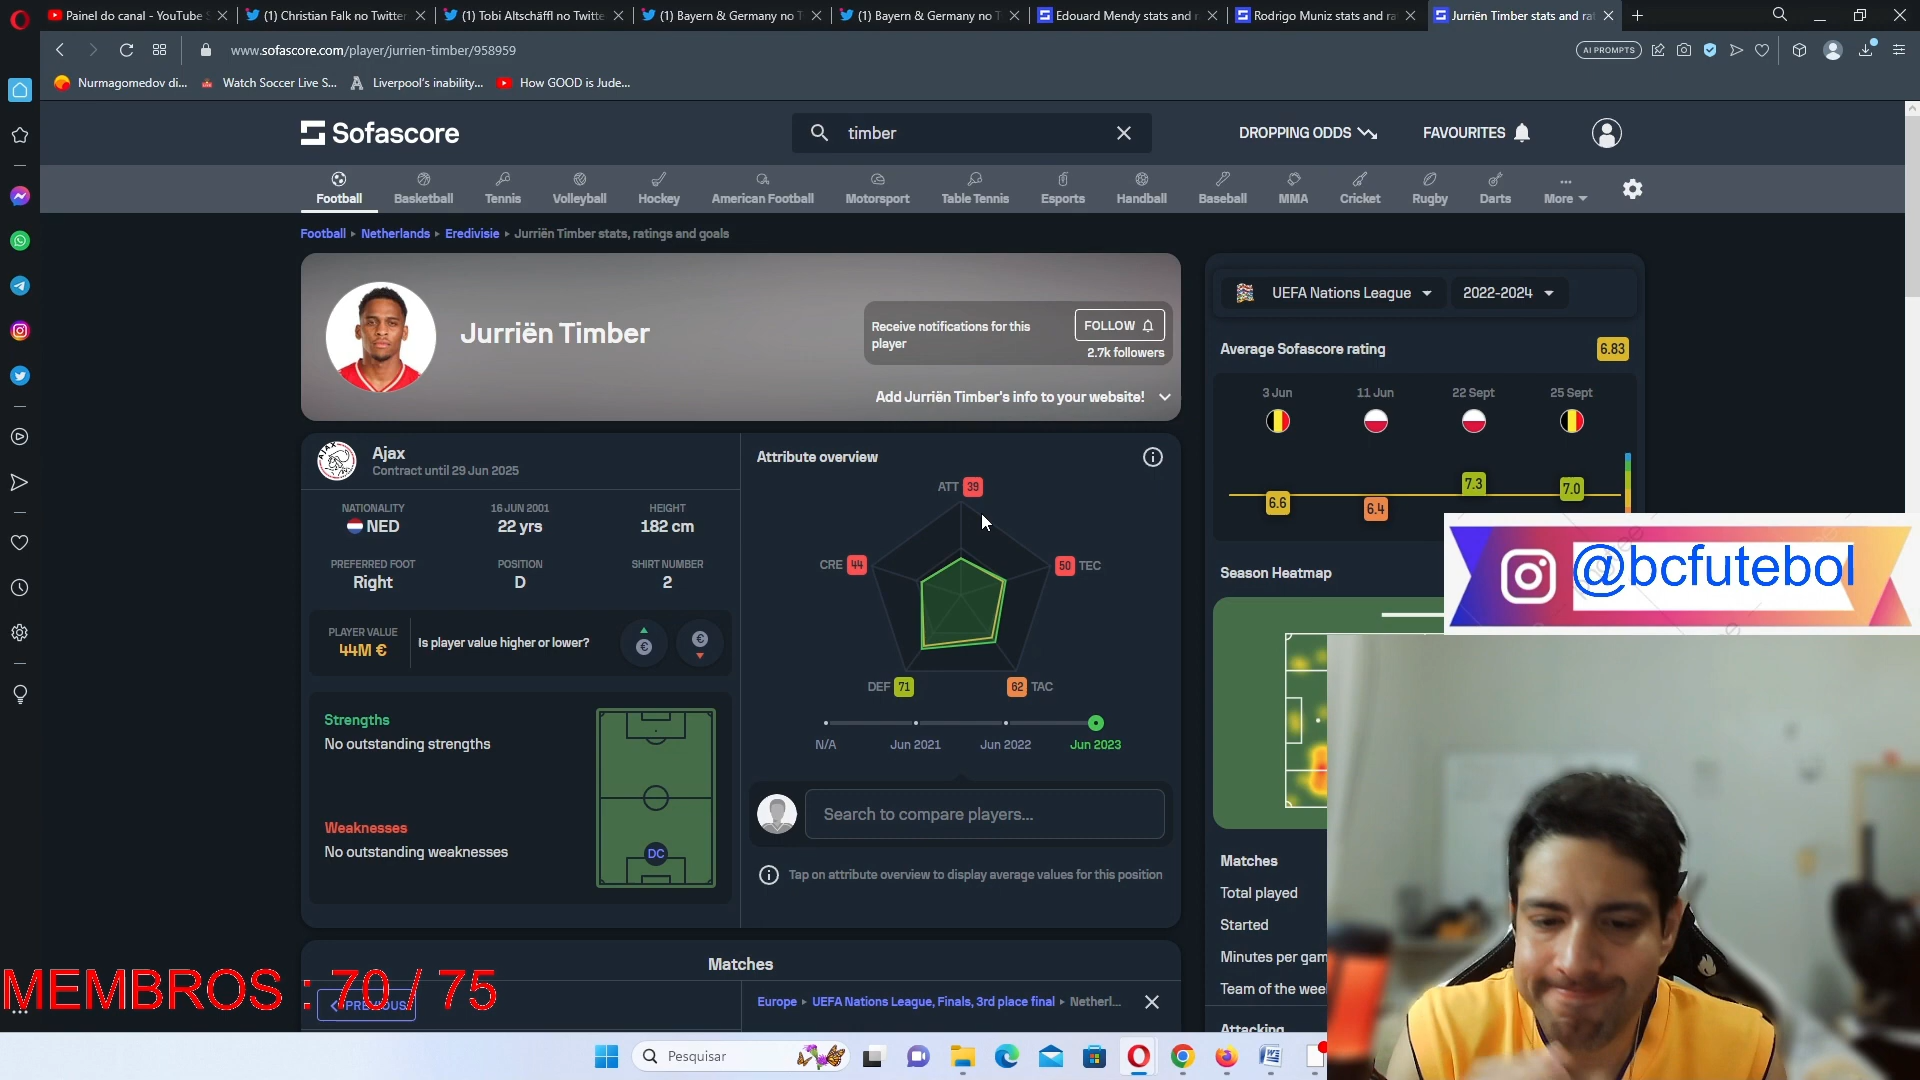 Painel do canal - YouTube S
(1) Christian Falk no Twitter
(1) Tobi Altschäffl no Twitte
(1) Bayern & Germany no T
(1) Bayern & Germany no T
Edouard Mendy stats and r
Rodrigo Muniz stats and ra
Jurriën Timber stats and rat
www.sofascore.com/player/jurrien-timber/958959
AI PROMPTS
Nurmagomedov di...
Watch Soccer Live S...
Liverpool's inability...
How GOOD is Jude...
Sofascore
timber
DROPPING ODDS
FAVOURITES
Football
Basketball
Tennis
Volleyball
Hockey
American Football
Motorsport
Table Tennis
Esports
Handball
Baseball
MMA
Cricket
Rugby
Darts
More
Football
Netherlands
Eredivisie
Jurriën Timber stats, ratings and goals
Jurriën Timber
Receive notifications for this
player
FOLLOW
2.7k followers
Add Jurriën Timber's info to your website!
AJAX
Ajax
Contract until 29 Jun 2025
NATIONALITY
NED
16 JUN 2001
22 yrs
HEIGHT
182 cm
PREFERRED FOOT
Right
POSITION
D
SHIRT NUMBER
2
PLAYER VALUE
44M €
Is player value higher or lower?
€
€
Strengths
No outstanding strengths
Weaknesses
No outstanding weaknesses
DC
Attribute overview
ATT 39
CRE 44
50 TEC
DEF 71
62 TAC
N/A
Jun 2021
Jun 2022
Jun 2023
Search to compare players...
Tap on attribute overview to display average values for this position
Matches
PREVIOUS
Europe
UEFA Nations League, Finals, 3rd place final
Netherl...
UEFA Nations League
2022-2024
Average Sofascore rating
6.83
3 Jun
11 Jun
22 Sept
25 Sept
6.6
6.4
7.3
7.0
Season Heatmap
Matches
Total played
Started
Minutes per gam
Team of the wee
Attacking
@bcfutebol
MEMBROS : 70 / 75
Pesquisar